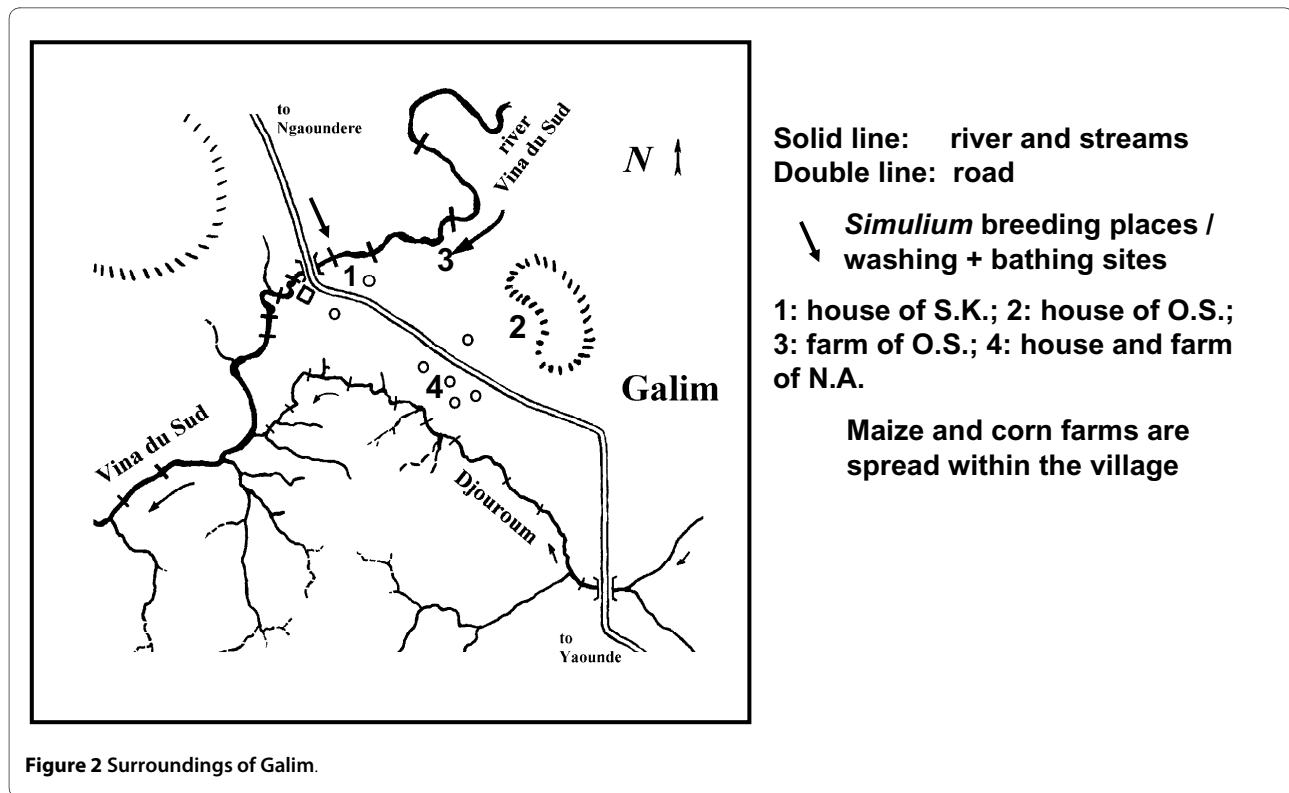 to
Ngaoundere
river
Vina du Sud
N
1
3
2
4
Galim
Vina du Sud
Djouroum
to
Yaounde
Solid line: river and streams
Double line: road
Simulium breeding places /
washing + bathing sites
1: house of S.K.; 2: house of O.S.;
3: farm of O.S.; 4: house and farm
of N.A.
Maize and corn farms are
spread within the village
Figure 2 Surroundings of Galim.